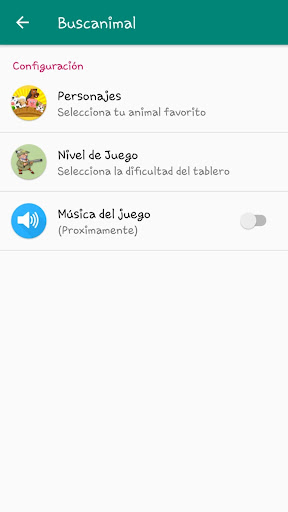 Buscanimal
Configuración
Personajes
Selecciona tu animal favorito
Nivel de Juego
Selecciona la dificultad del tablero
Música del juego
(Proximamente)